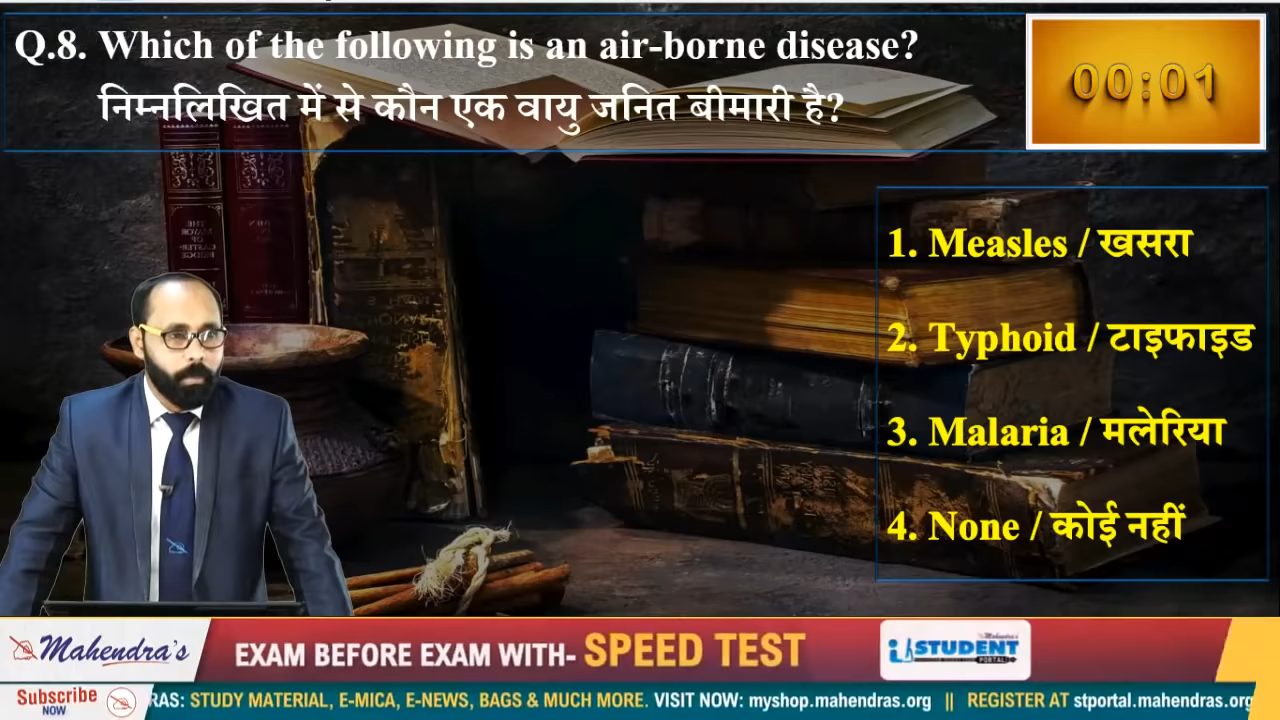 Q.8. Which of the following is an air-borne disease?
निम्नलिखित में से कौन एक वायु जनित बीमारी है?
00:01
1. Measles / खसरा
2. Typhoid / टाइफाइड
3. Malaria / मलेरिया
4. None / कोई नहीं
Mahendra's
EXAM BEFORE EXAM WITH- SPEED TEST
Mahendra's
STUDENT
PORTAL
Subscribe
NOW
RAS: STUDY MATERIAL, E-MICA, E-NEWS, BAGS & MUCH MORE. VISIT NOW: myshop.mahendras.org || REGISTER AT stportal.mahendras.org